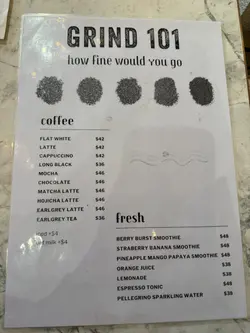 GRIND 101
how fine would you go
coffee
FLAT WHITE $42
LATTE $42
CAPPUCCINO $42
LONG BLACK $36
MOCHA $46
CHOCOLATE $46
MATCHA LATTE $46
HOJICHA LATTE $46
EARLGREY LATTE $46
EARLGREY TEA $36
+$4
milk +$4
fresh
BERRY BURST SMOOTHIE $48
STRABERRY BANANA SMOOTHIE $48
PINEAPPLE MANGO PAPAYA SMOOTHIE $48
ORANGE JUICE $38
LEMONADE $38
ESPRESSO TONIC $48
PELLEGRINO SPARKLING WATER $38